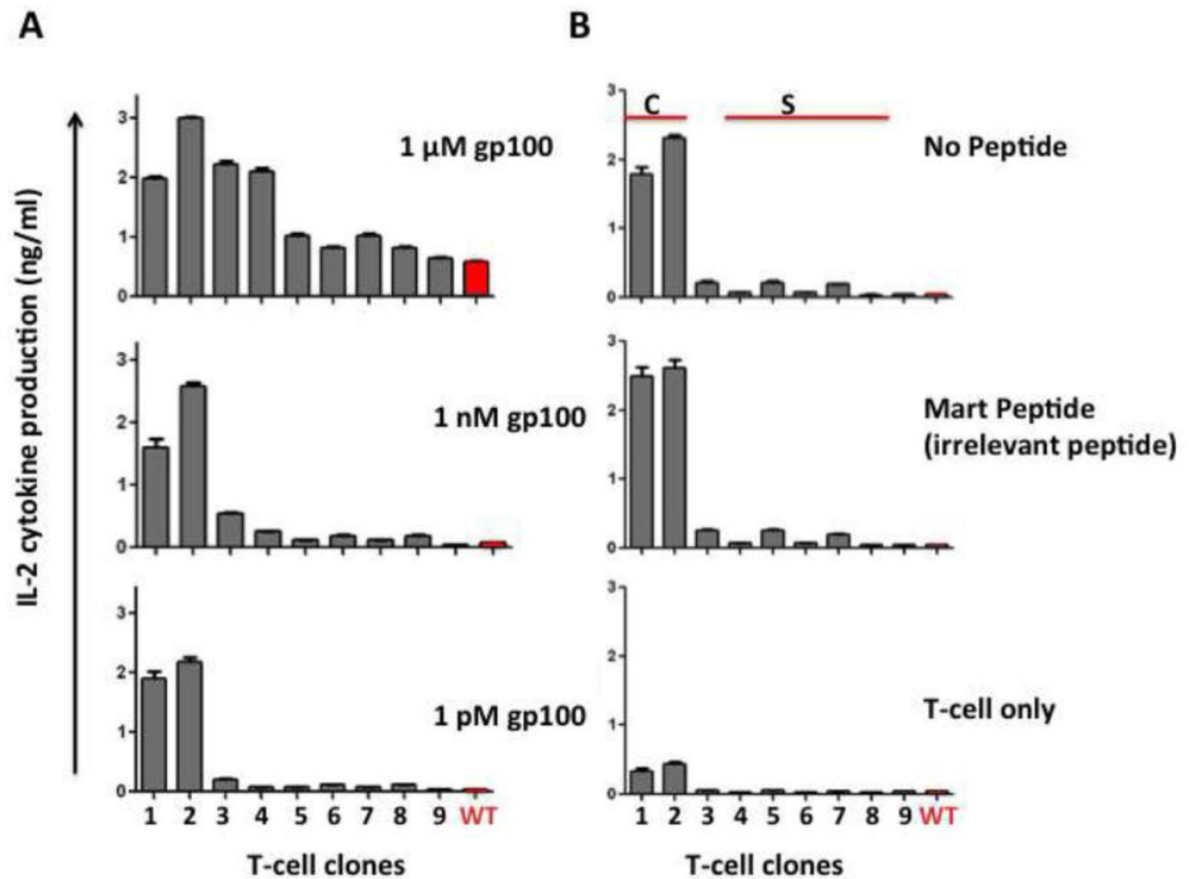 A
B
IL-2 cytokine production (ng/ml)
3
2
1
0
1 μM gp100
3
2
1
0
1 nM gp100
3
2
1
0
1 pM gp100
1 2 3 4 5 6 7 8 9 WT
T-cell clones
3
2
1
0
C
S
No Peptide
3
2
1
0
Mart Peptide
(irrelevant peptide)
3
2
1
0
T-cell only
1 2 3 4 5 6 7 8 9 WT
T-cell clones